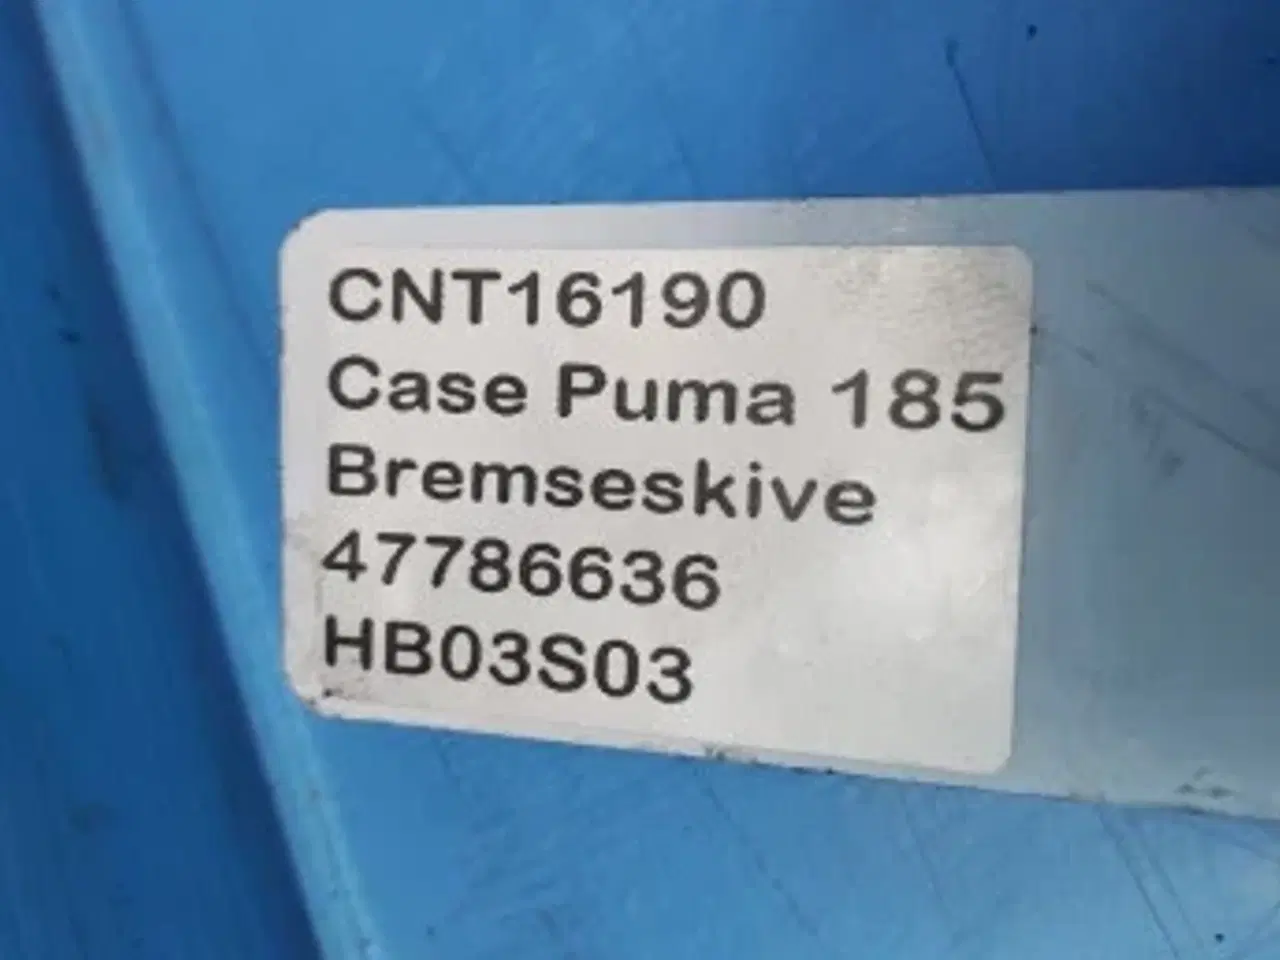 CNT16190
Case Puma 185
Bremseskive
47786636
HB03S03